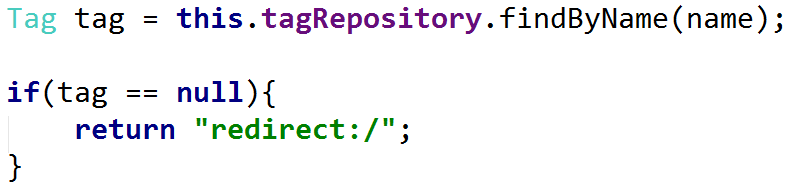 Tag tag = this.tagRepository.findByName(name);
if(tag == null){
    return "redirect:/";
}